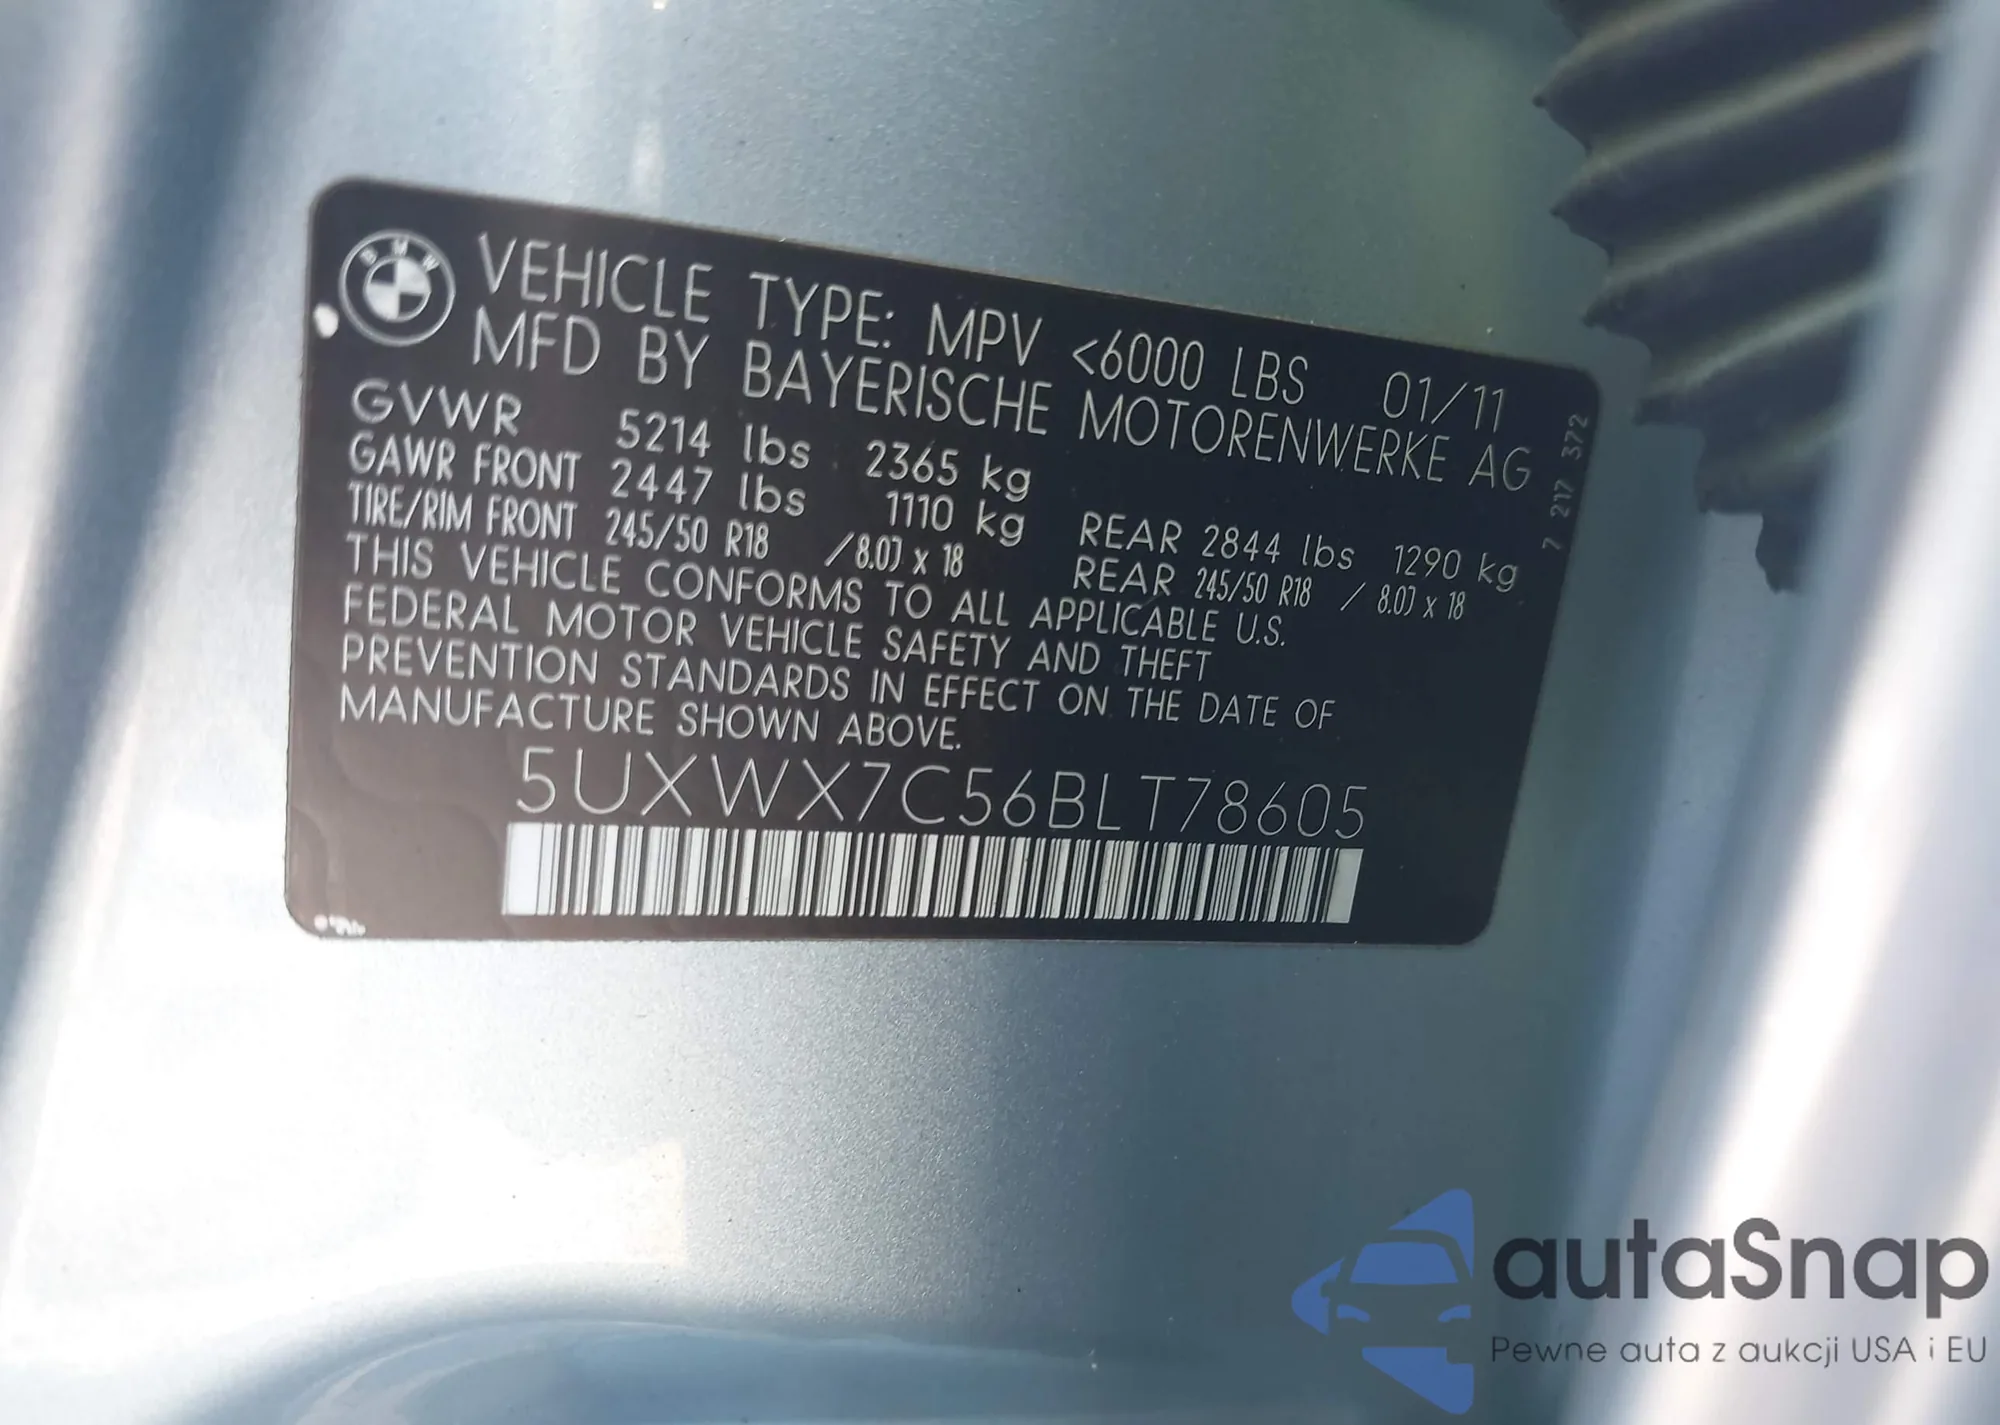 BMW
VEHICLE TYPE: MPV <6000 LBS 01/11
MFD BY BAYERISCHE MOTORENWERKE AG
GVWR 5214 lbs 2365 kg
GAWR FRONT 2447 lbs 1110 kg REAR 2844 lbs 1290 kg
TIRE/RIM FRONT 245/50 R18 /8.0J x 18 REAR 245/50 R18 / 8.0J x 18
THIS VEHICLE CONFORMS TO ALL APPLICABLE U.S.
FEDERAL MOTOR VEHICLE SAFETY AND THEFT
PREVENTION STANDARDS IN EFFECT ON THE DATE OF
MANUFACTURE SHOWN ABOVE.
5UXWX7C56BLT78605
7 217 372
autaSnap
Pewne auta z aukcji USA i EU